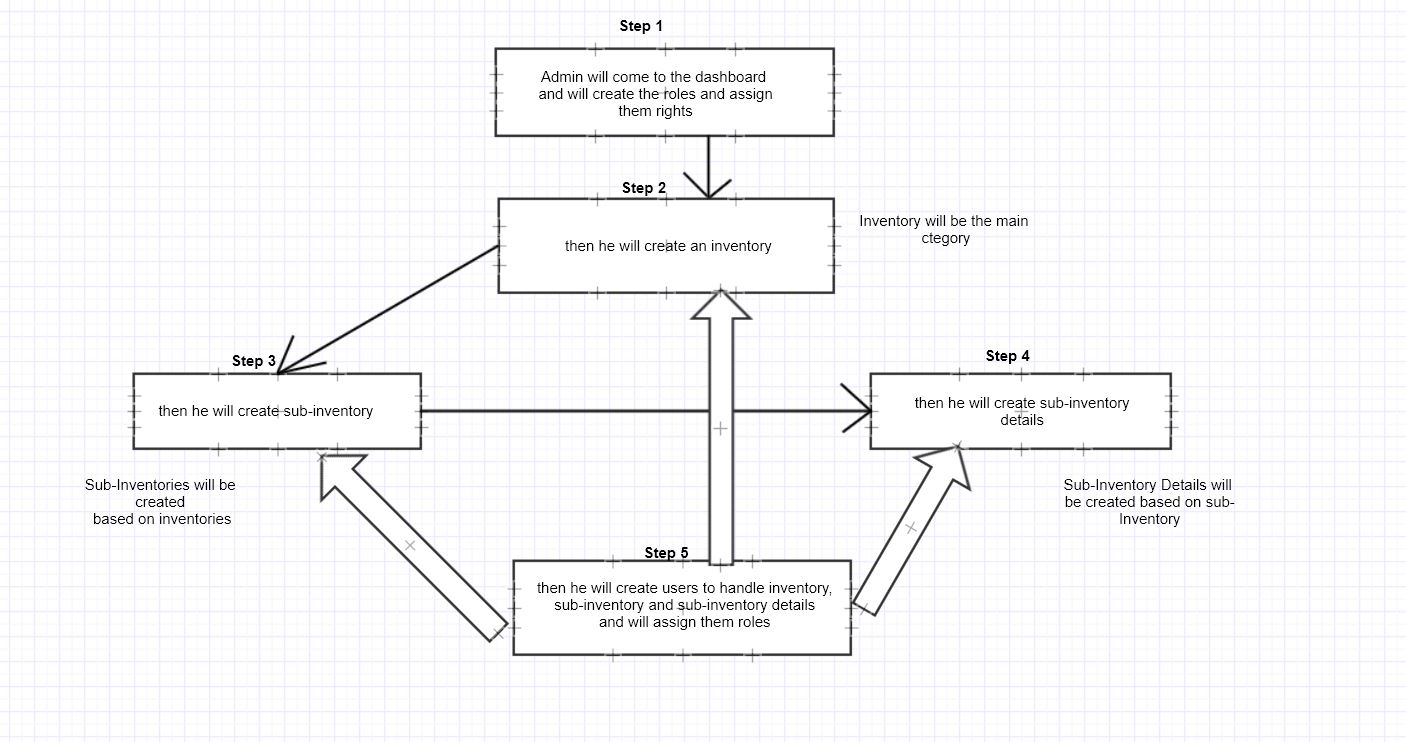 Step 1
Admin will come to the dashboard
and will create the roles and assign
them rights
Step 2
then he will create an inventory
Inventory will be the main
ctegory
Step 3
then he will create sub-inventory
Sub-Inventories will be
created
based on inventories
Step 4
then he will create sub-inventory
details
Sub-Inventory Details will
be created based on sub-
Inventory
Step 5
then he will create users to handle inventory,
sub-inventory and sub-inventory details
and will assign them roles